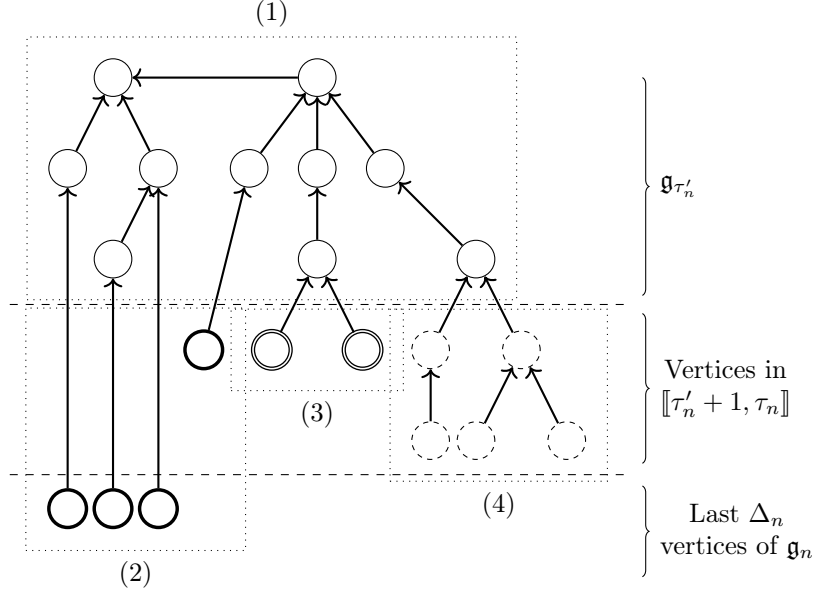 (1)
𝔤_{τ′_n}
(3)
Vertices in
⟦τ′_n + 1, τ_n⟧
(4)
(2)
Last Δ_n
vertices of 𝔤_n